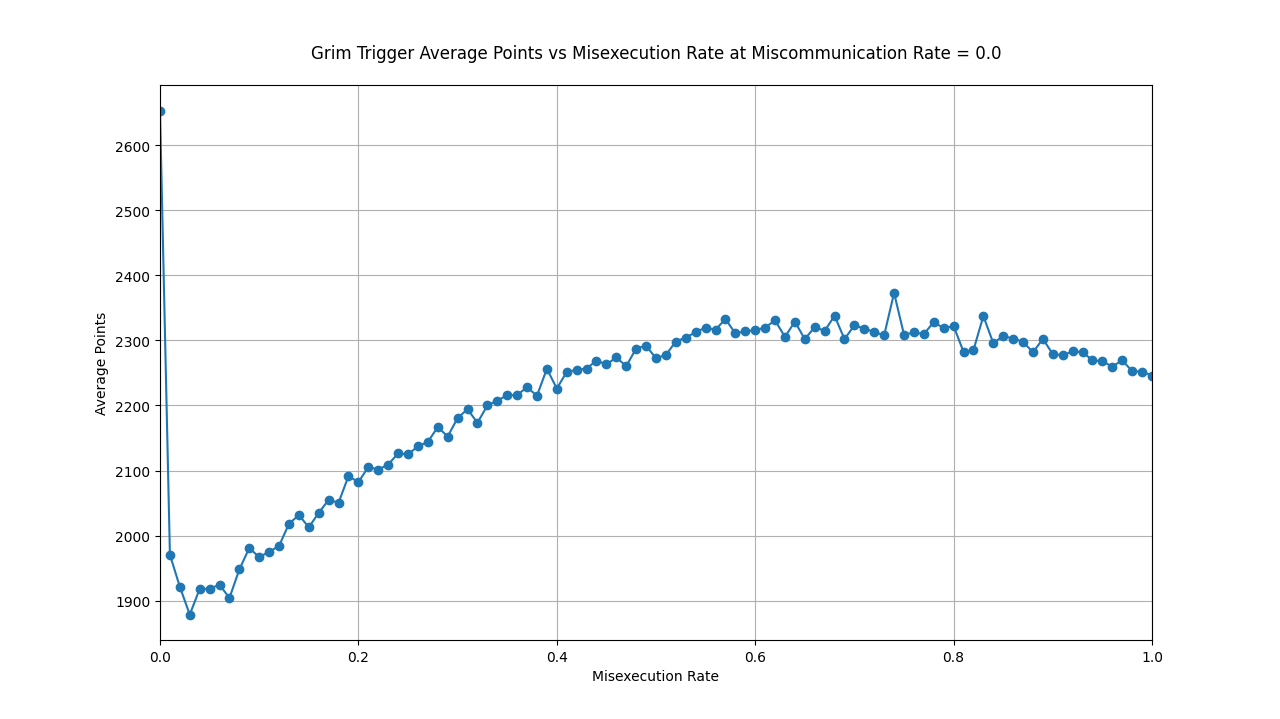 Grim Trigger Average Points vs Misexecution Rate at Miscommunication Rate = 0.0
2600
2500
2400
2300
2200
2100
2000
1900
Average Points
0.0 0.2 0.4 0.6 0.8 1.0
Misexecution Rate